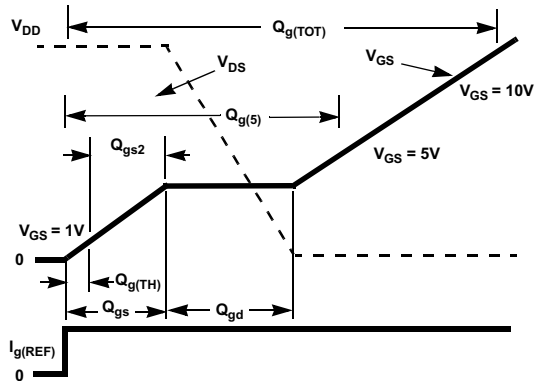 V_DD
Q_g(TOT)
V_DS
V_GS
V_GS = 10V
Q_g(5)
Q_gs2
V_GS = 5V
V_GS = 1V
0
Q_g(TH)
Q_gs
Q_gd
I_g(REF)
0